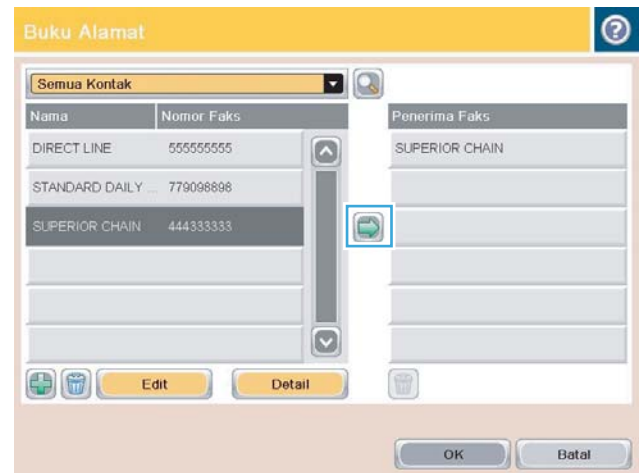 Buku Alamat
Semua Kontak
Nama Nomor Faks
DIRECT LINE 555555555
STANDARD DAILY ... 779098898
SUPERIOR CHAIN 444333333
Edit Detail
Penerima Faks
SUPERIOR CHAIN
OK Batal